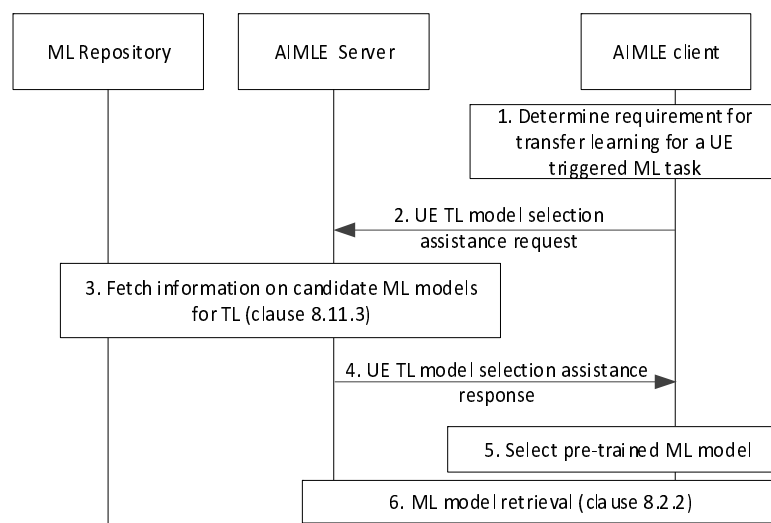 ML Repository
AIMLE Server
AIMLE client
1. Determine requirement for
transfer learning for a UE
triggered ML task
2. UE TL model selection
assistance request
3. Fetch information on candidate ML models
for TL (clause 8.11.3)
4. UE TL model selection assistance
response
5. Select pre-trained ML model
6. ML model retrieval (clause 8.2.2)